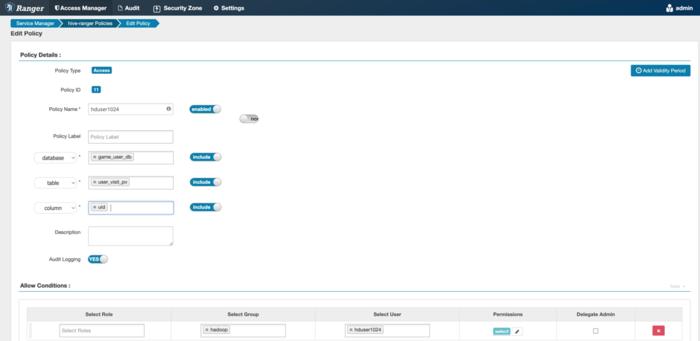 Ranger Access Manager Audit Security Zone Settings admin
Service Manager hive-ranger Policies Edit Policy
Edit Policy
Policy Details :
Policy Type Access Add Validity Period
Policy ID 11
Policy Name * hduser1024 enabled
Policy Label Policy Label
database * × game_user_db include
table * × user_visit_pv include
column * × uid include
Description
Audit Logging YES
Allow Conditions :
Select Role Select Group Select User Permissions Delegate Admin
Select Roles × hadoop × hduser1024 select ×